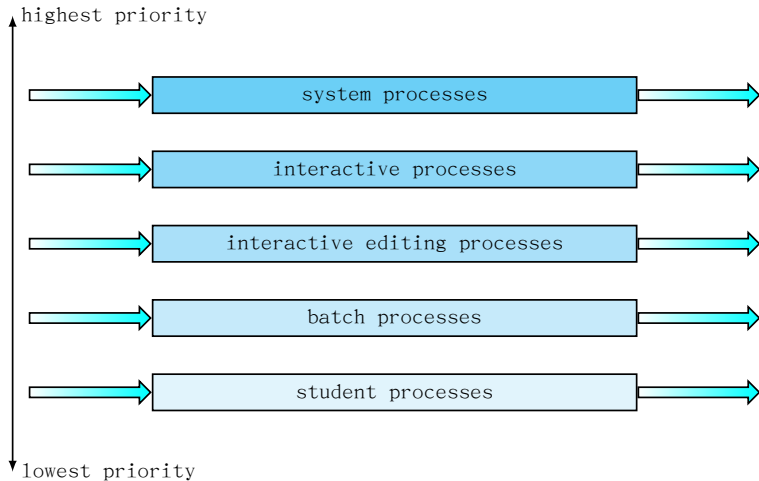 highest priority
system processes
interactive processes
interactive editing processes
batch processes
student processes
lowest priority